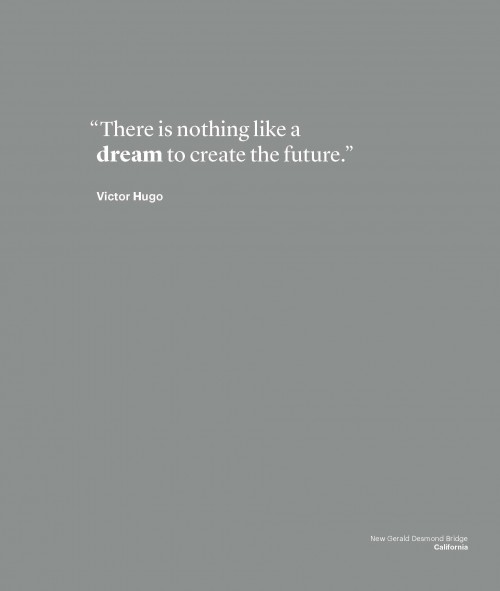 “There is nothing like a
dream to create the future.”
Victor Hugo
New Gerald Desmond Bridge
California